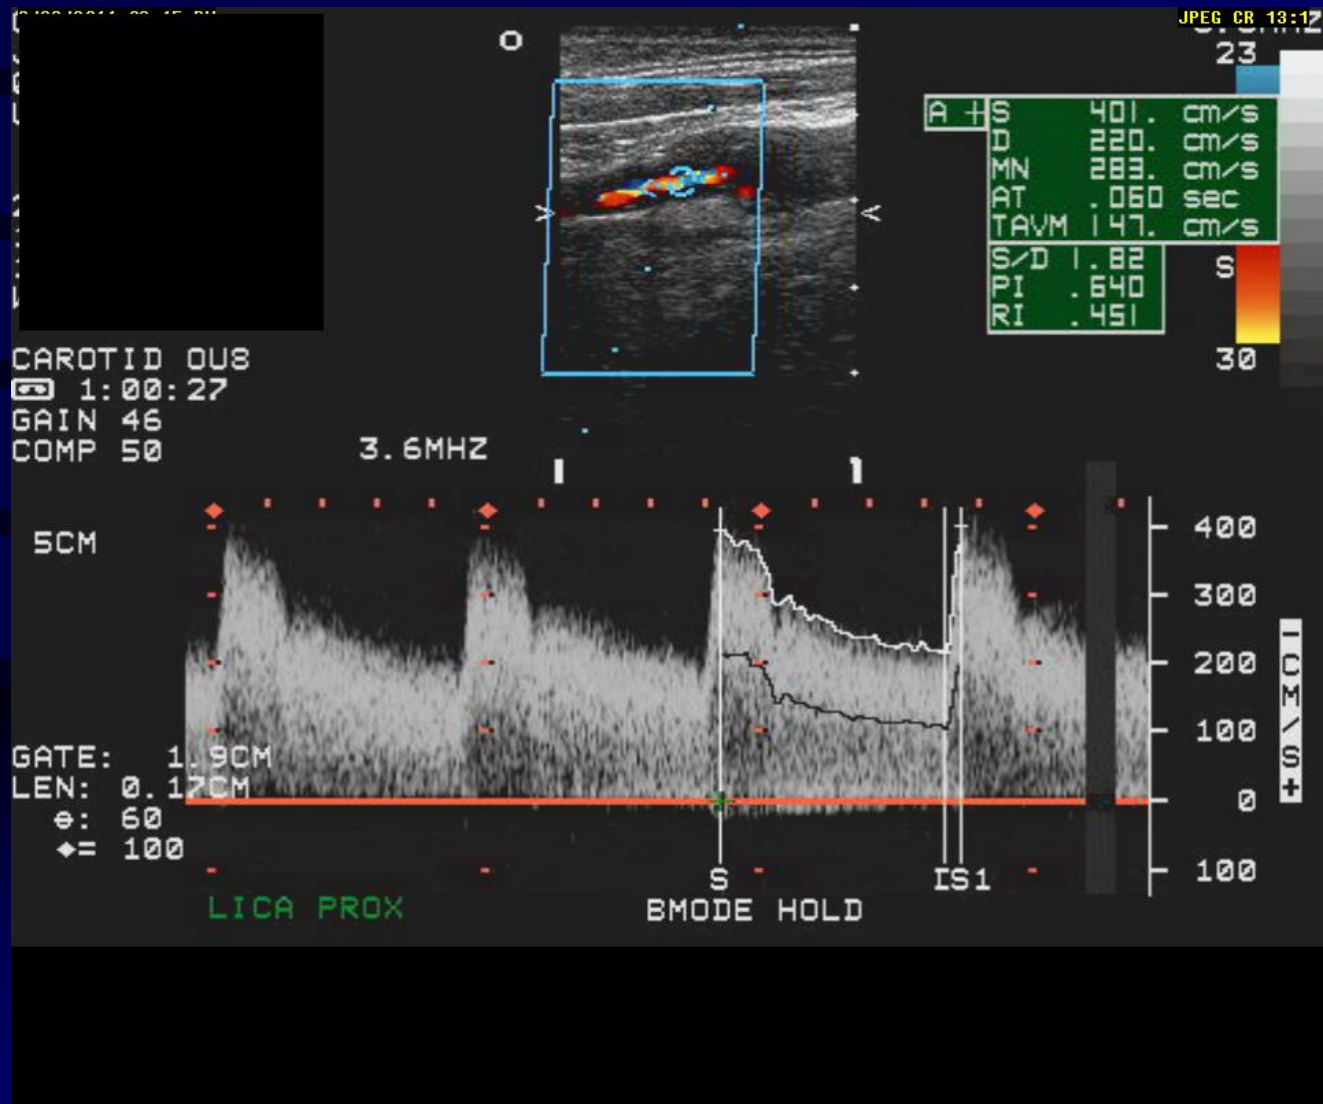 JPEG CR 13:1
23
A + S 401. cm/s
D 220. cm/s
MN 283. cm/s
AT .060 sec
TAVM 147. cm/s
S/D 1.82
PI .640
RI .451
S
30
CAROTID OU8
1:00:27
GAIN 46
COMP 50
3.6MHZ
5CM
400
300
200
100
0
100
-CM/S+
GATE: 1.9CM
LEN: 0.17CM
θ: 60
◆= 100
S
IS1
LICA PROX
BMODE HOLD